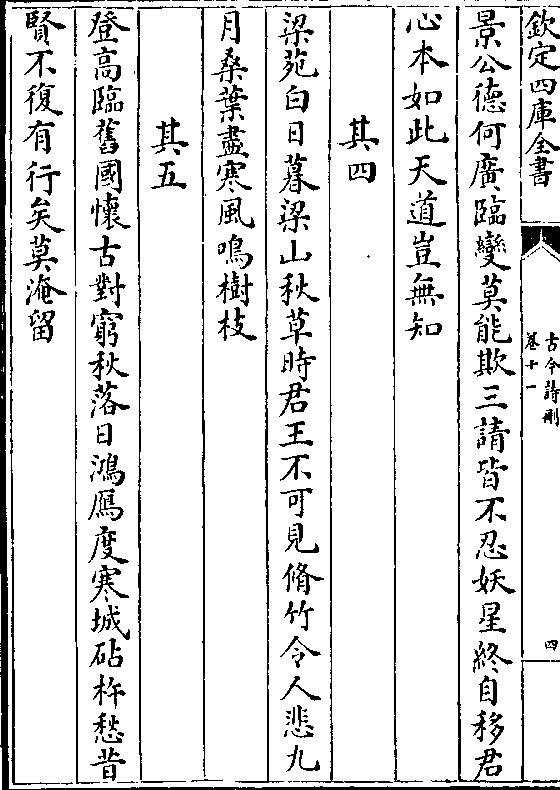 欽定四庫全書
古今詩刪
卷十一
四
景公德何廣臨變莫能欺三請皆不忍妖星終自移君
心本如此天道豈無知
其四
梁苑白日暮梁山秋草時君王不可見脩竹令人悲九
月桑葉盡寒風鳴樹枝
其五
登高臨舊國懷古對窮秋落日鴻鴈度寒城砧杵愁昔
賢不復有行矣莫淹留